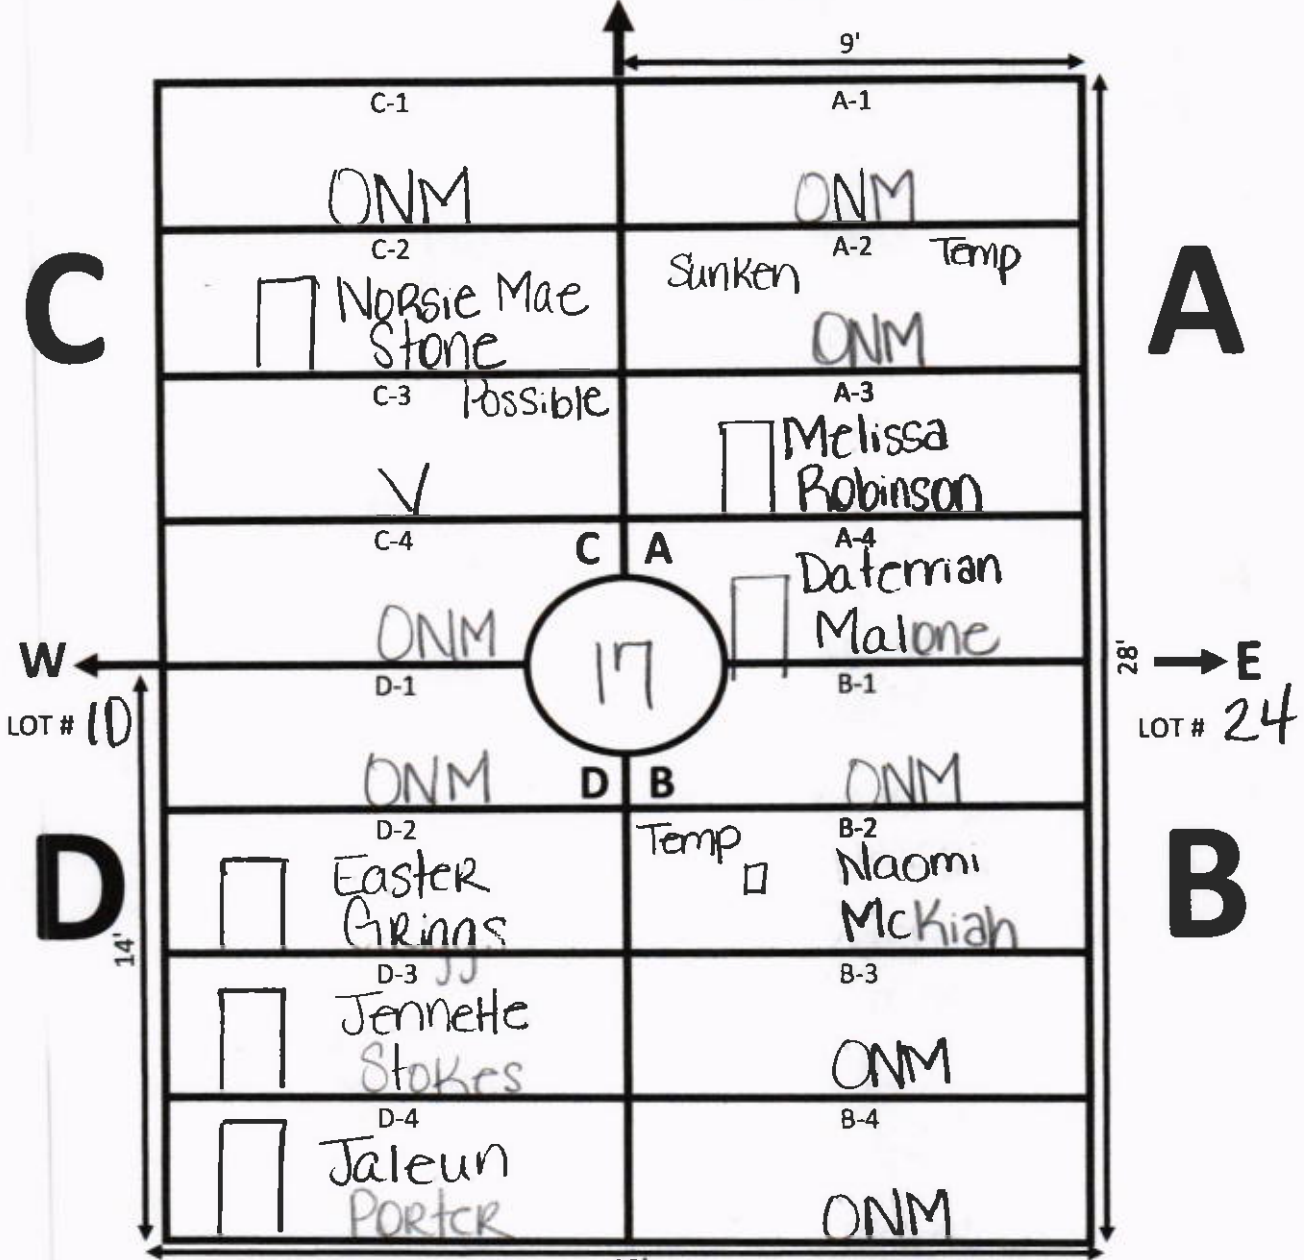 9'
C-1
A-1
ONM
ONM
C-2
A-2
Temp
Sunken
C
A
Norsie Mae
Stone
ONM
C-3
Possible
A-3
V
Melissa
Robinson
C-4
C A
A-4
Daterrian
ONM
Malone
W
17
28'
E
D-1
B-1
LOT # 10
LOT # 24
ONM
D B
ONM
D-2
Temp
B-2
D
B
Easter
Griggs
Naomi
McKiah
14'
D-3
B-3
Jennette
Stokes
ONM
D-4
B-4
Jaleun
Porter
ONM